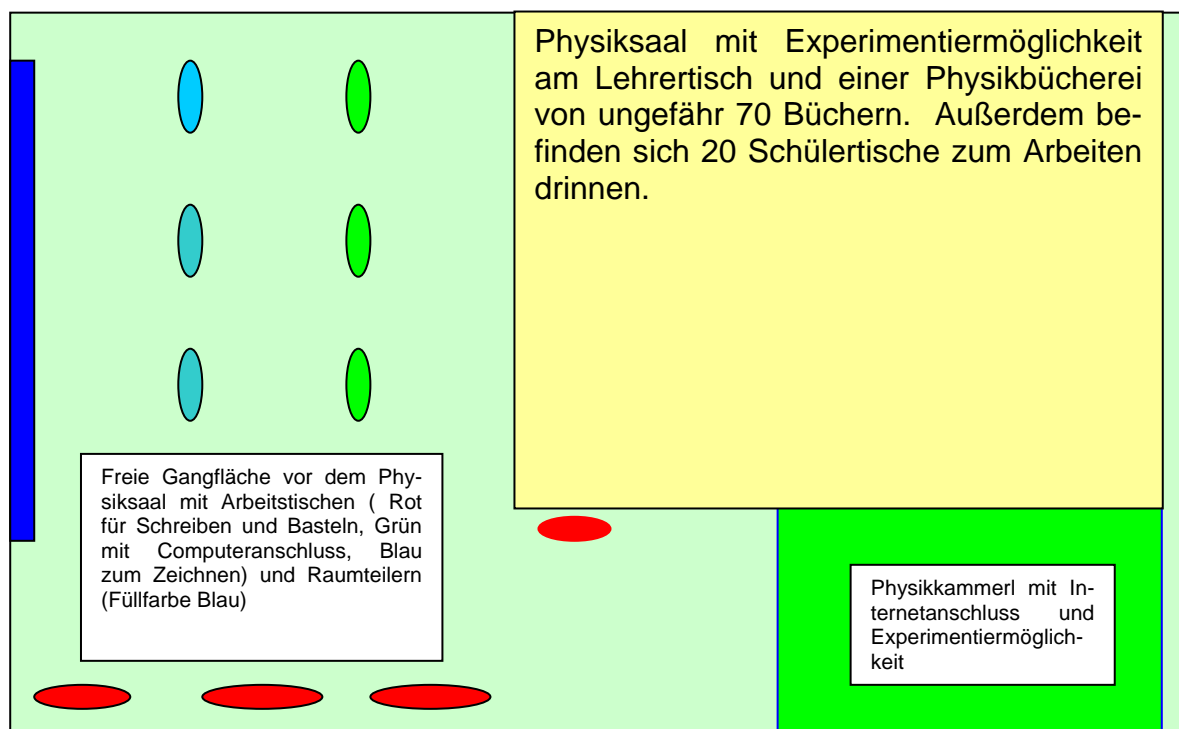 Physiksaal mit Experimentiermöglichkeit
am Lehrertisch und einer Physikbücherei
von ungefähr 70 Büchern. Außerdem be-
finden sich 20 Schülertische zum Arbeiten
drinnen.
Freie Gangfläche vor dem Phy-
siksaal mit Arbeitstischen ( Rot
für Schreiben und Basteln, Grün
mit Computeranschluss, Blau
zum Zeichnen) und Raumteilern
(Füllfarbe Blau)
Physikkammerl mit In-
ternetanschluss und
Experimentiermöglich-
keit